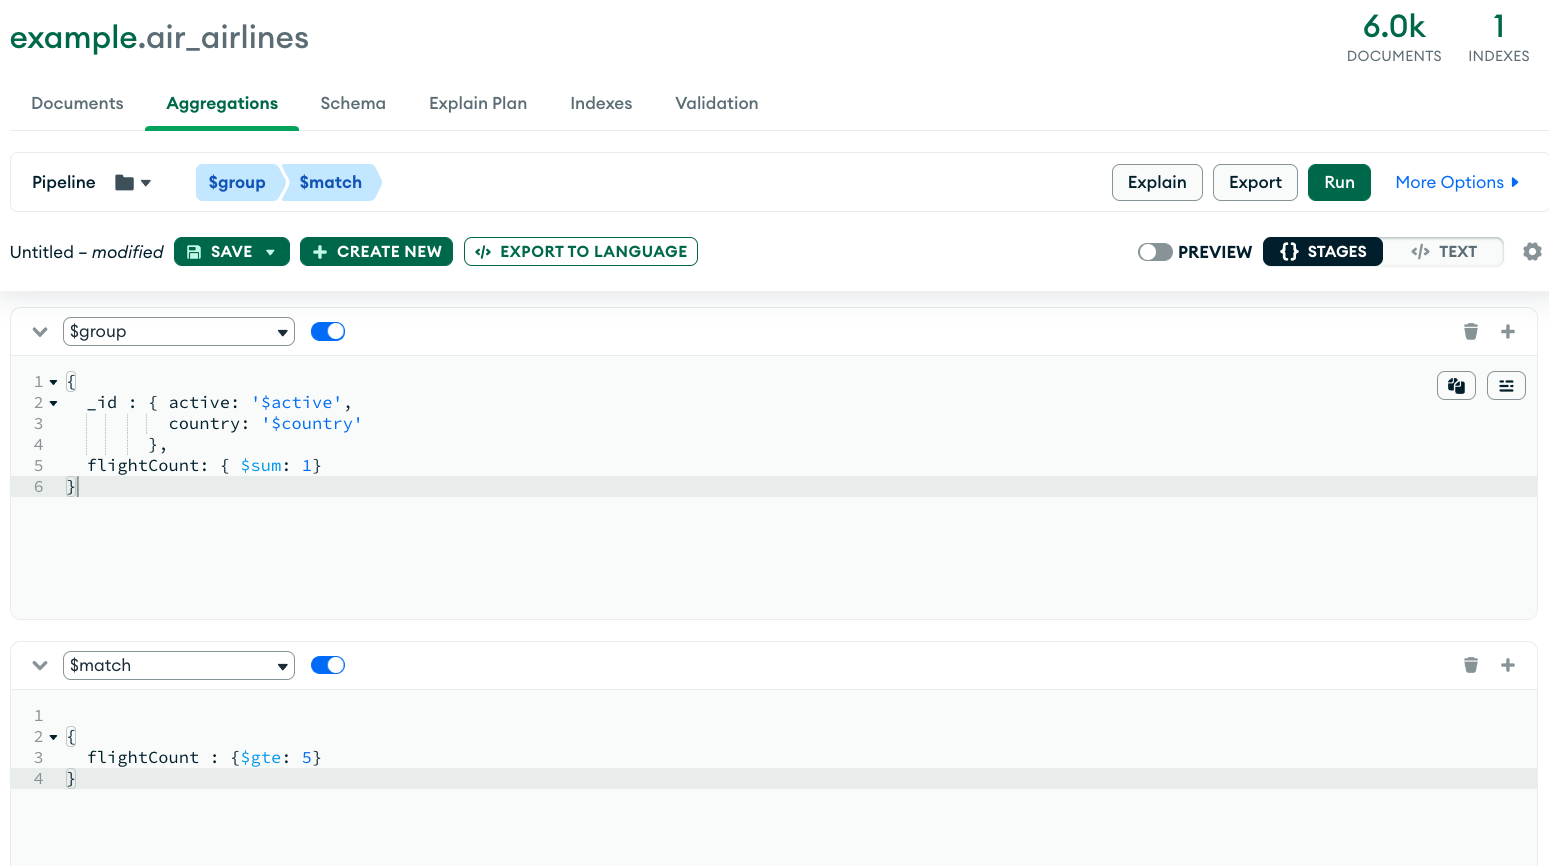 example.air_airlines
6.0k
DOCUMENTS
1
INDEXES
Documents Aggregations Schema Explain Plan Indexes Validation
Pipeline $group $match Explain Export Run More Options
Untitled – modified SAVE CREATE NEW </> EXPORT TO LANGUAGE PREVIEW {} STAGES </> TEXT
$group
1 {
2 _id : { active: '$active',
3 country: '$country'
4 },
5 flightCount: { $sum: 1}
6 }
$match
1
2 {
3 flightCount : {$gte: 5}
4 }